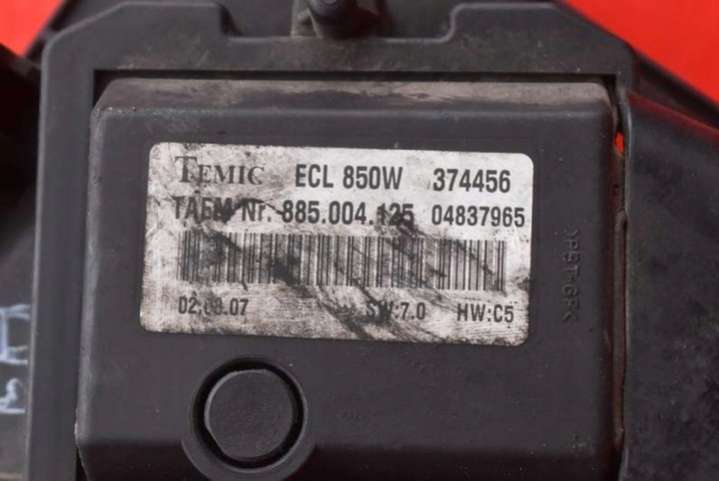 TEMIC ECL 850W 374456
TAEM Nr. 885.004.125 04837965
SW:7.0 HW:C5